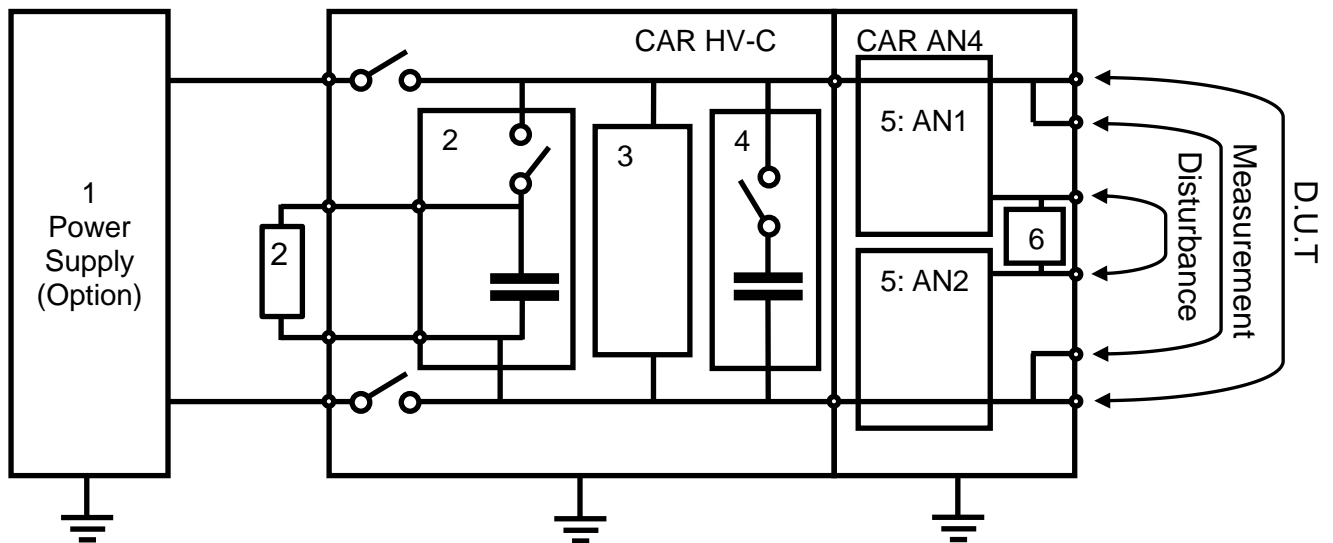 CAR HV-C
CAR AN4
1
Power
Supply
(Option)
2
2
3
4
5: AN1
5: AN2
6
Disturbance
Measurement
D.U.T